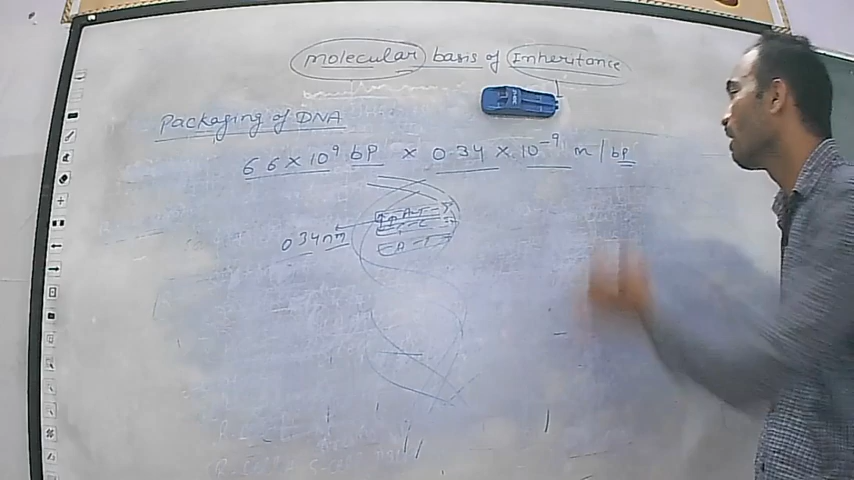 molecular basis of Inheritance
Packaging of DNA
6.6 × 10⁹ bp × 0.34 × 10⁻⁹ m/bp
A-T
0.34nm
A-T